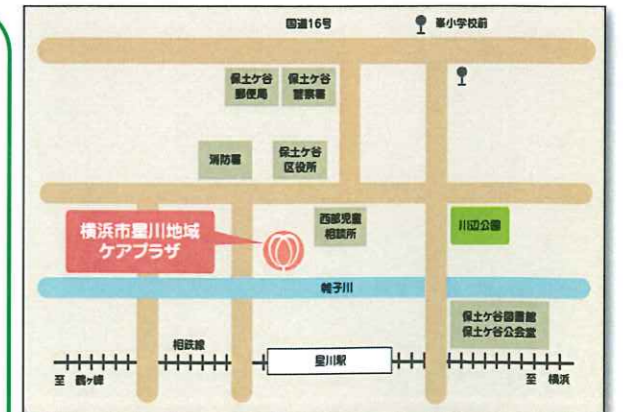 国道16号
峯小学校前
保土ケ谷
郵便局
保土ケ谷
警察署
消防署
保土ケ谷
区役所
横浜市星川地域
ケアプラザ
西部児童
相談所
川辺公園
帷子川
保土ケ谷図書館
保土ケ谷公会堂
相鉄線
星川駅
至 鶴ヶ峰
至 横浜